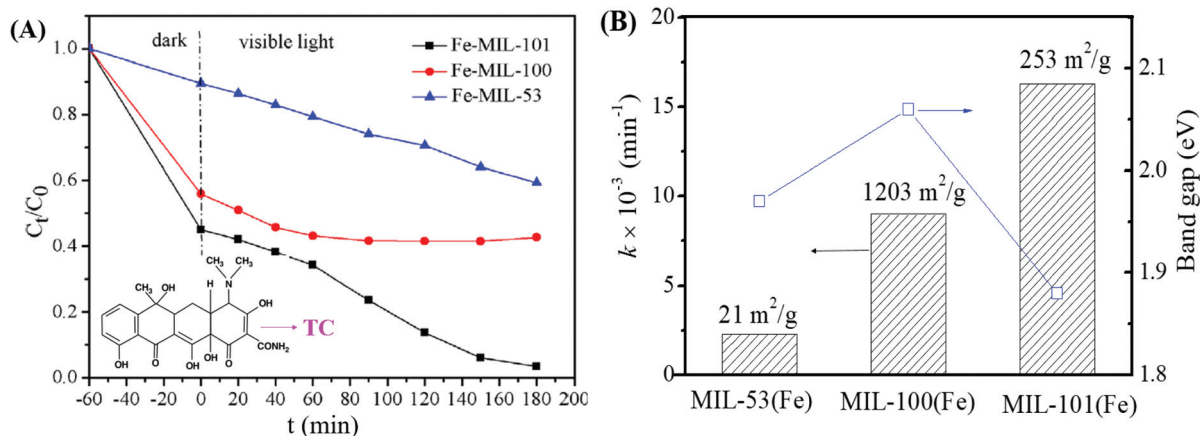 (A)
dark
visible light
Fe-MIL-101
Fe-MIL-100
Fe-MIL-53
1.0
0.8
0.6
0.4
0.2
0.0
Cₜ/C₀
-60 -40 -20 0 20 40 60 80 100 120 140 160 180 200
t (min)
CH₃ CH₃
N
CH₃ OH
H
OH
TC
CONH₂
OH O OH OH O
(B)
20
15
10
5
0
k × 10⁻³ (min⁻¹)
21 m²/g
1203 m²/g
253 m²/g
MIL-53(Fe) MIL-100(Fe) MIL-101(Fe)
2.1
2.0
1.9
1.8
Band gap (eV)